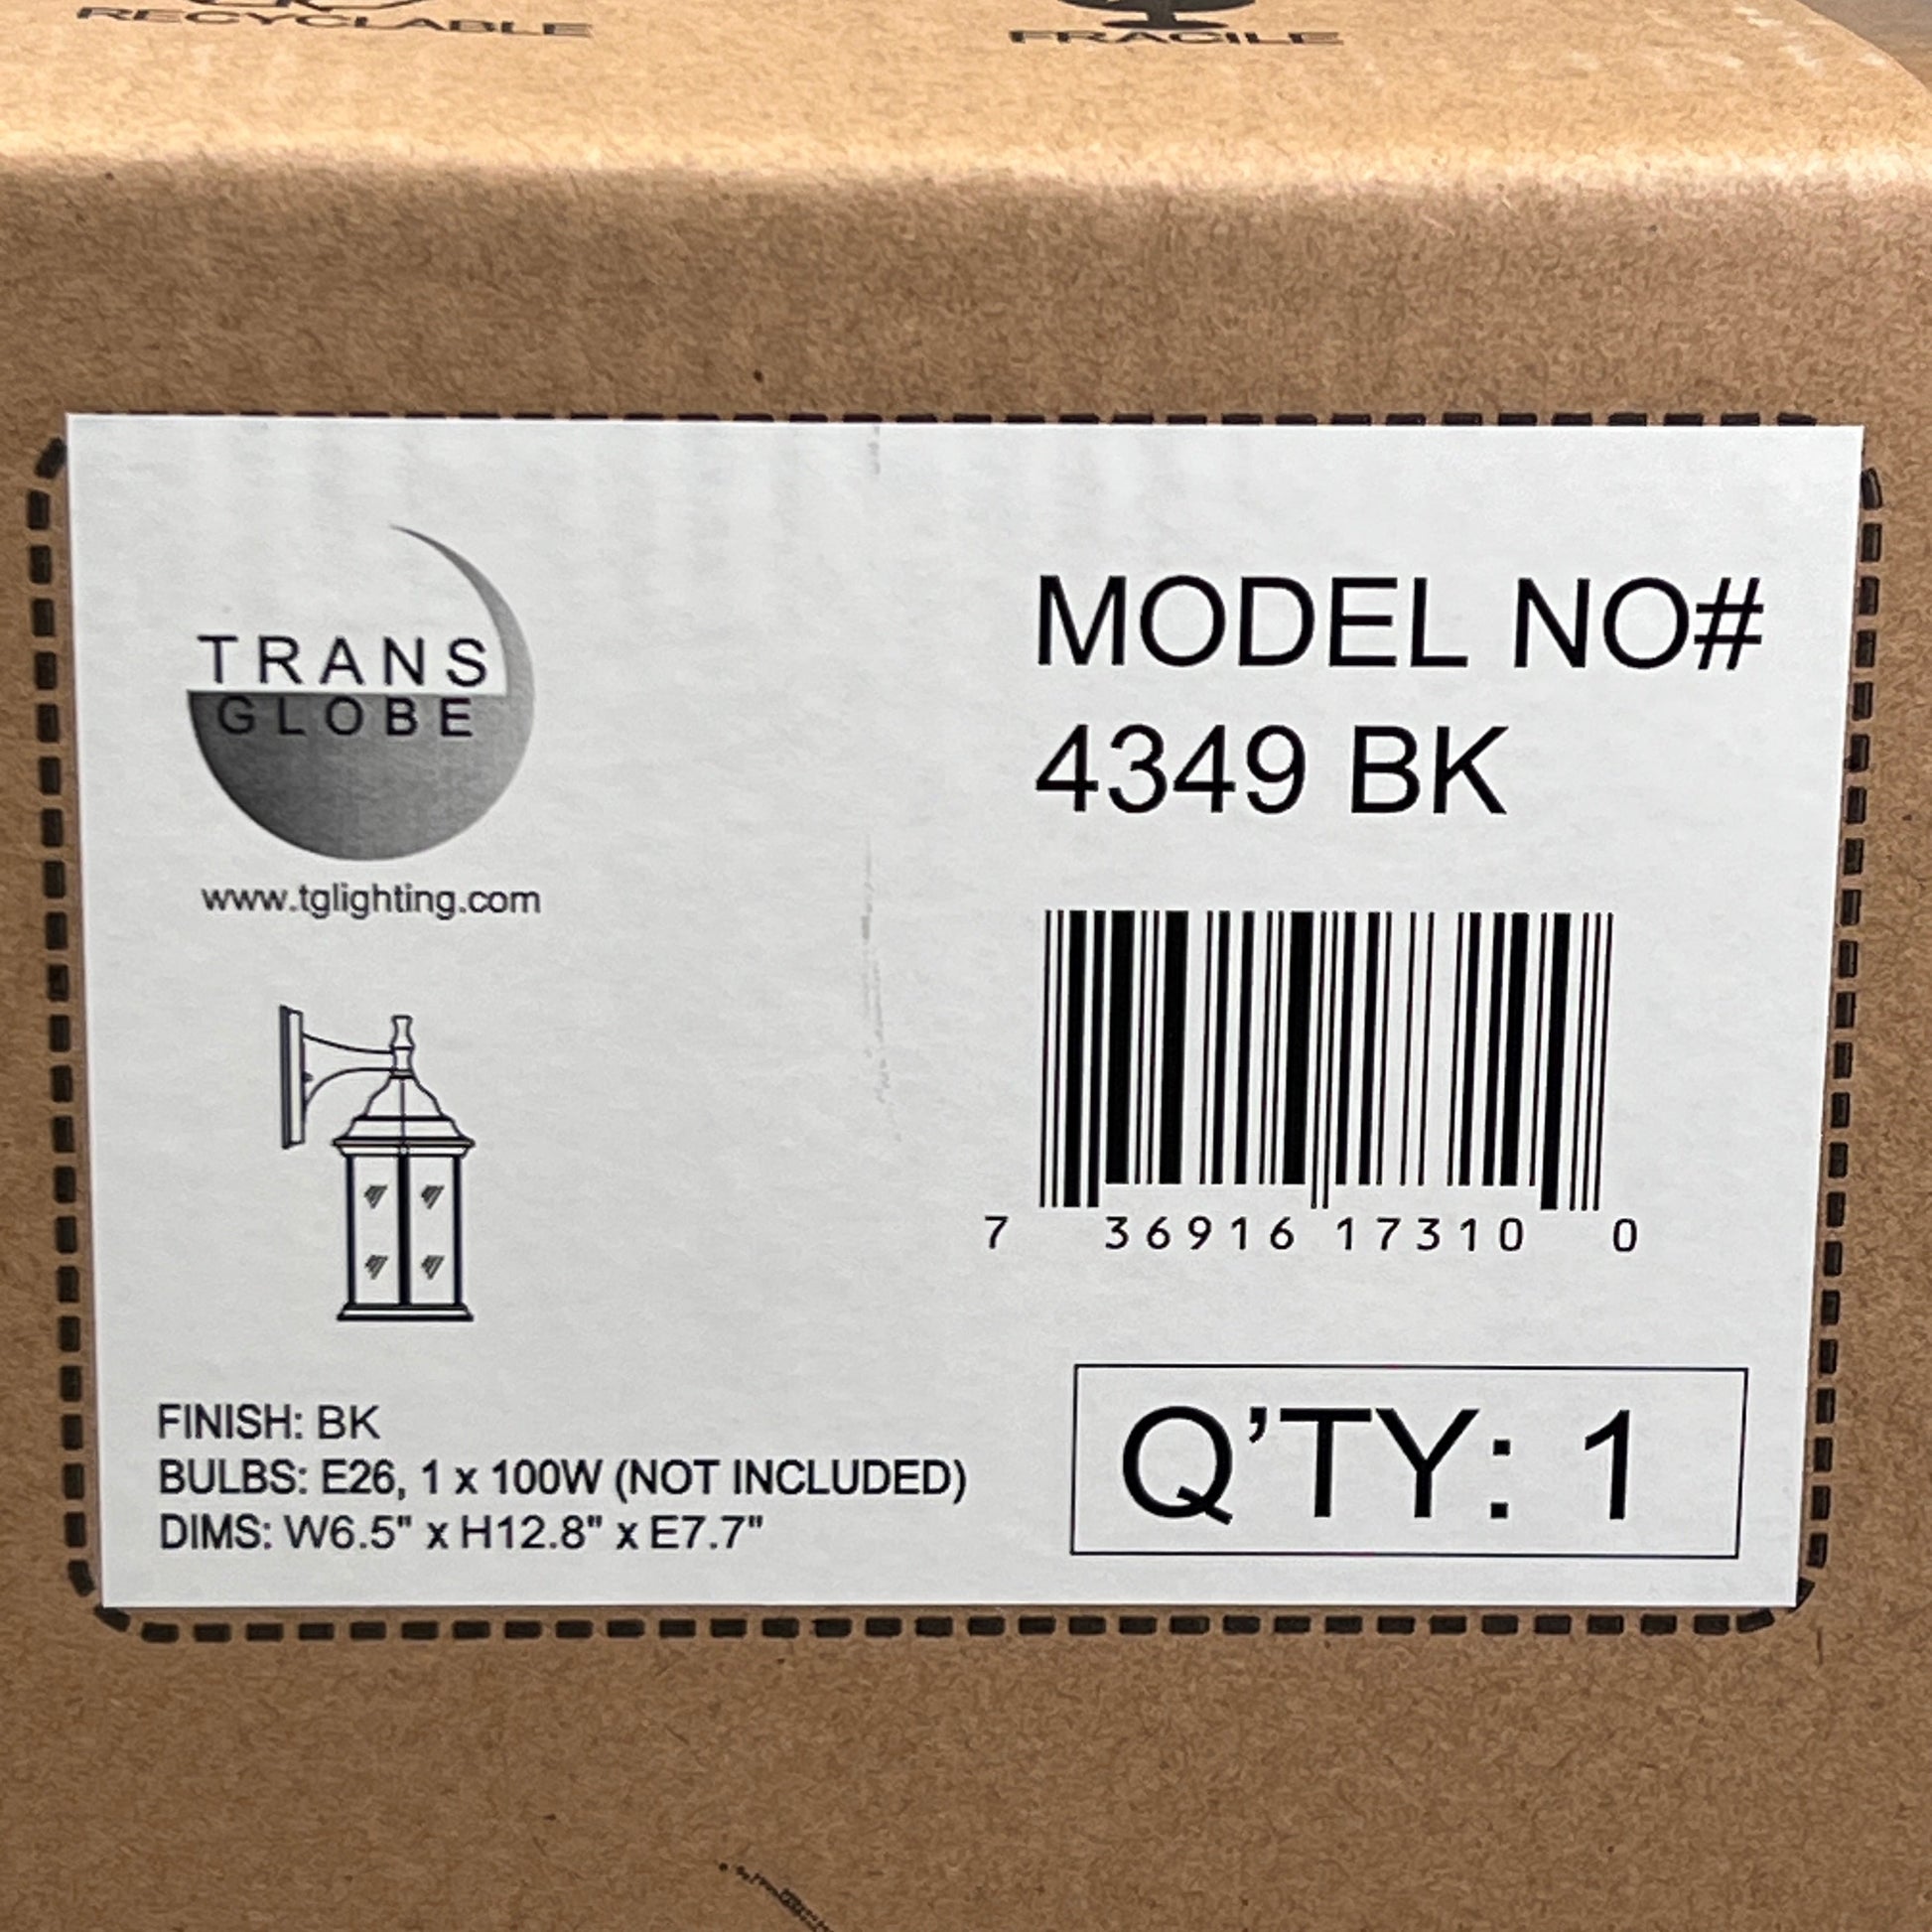 RECYCLABLE
FRAGILE
TRANS
GLOBE
www.tglighting.com
MODEL NO#
4349 BK
7 36916 17310 0
FINISH: BK
BULBS: E26, 1 x 100W (NOT INCLUDED)
DIMS: W6.5" x H12.8" x E7.7"
Q'TY: 1